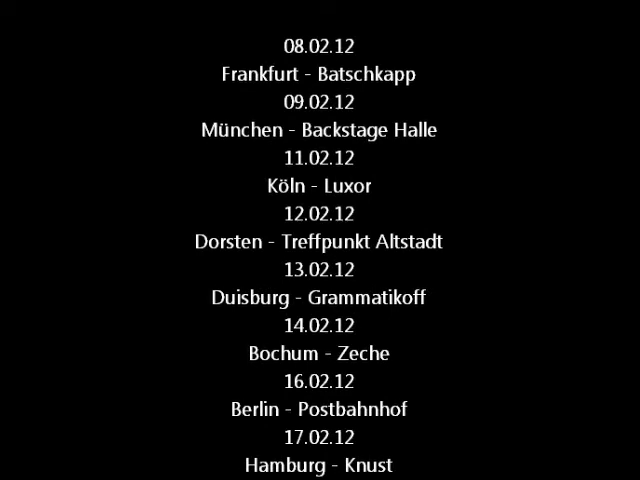 08.02.12
Frankfurt - Batschkapp
09.02.12
München - Backstage Halle
11.02.12
Köln - Luxor
12.02.12
Dorsten - Treffpunkt Altstadt
13.02.12
Duisburg - Grammatikoff
14.02.12
Bochum - Zeche
16.02.12
Berlin - Postbahnhof
17.02.12
Hamburg - Knust